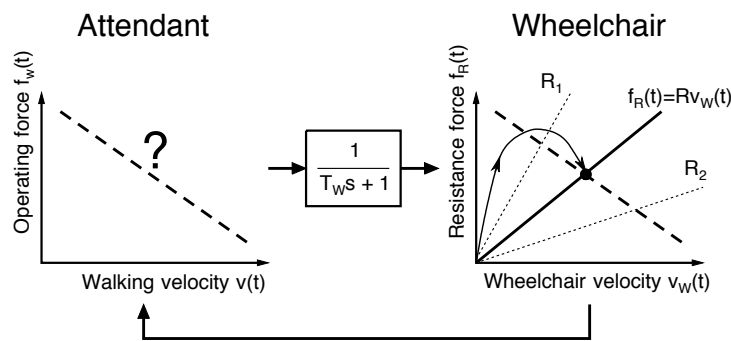 Attendant
Wheelchair
Operating force f_w(t)
?
Walking velocity v(t)
1
T_W s + 1
Resistance force f_R(t)
R_1
f_R(t)=Rv_W(t)
R_2
Wheelchair velocity v_W(t)